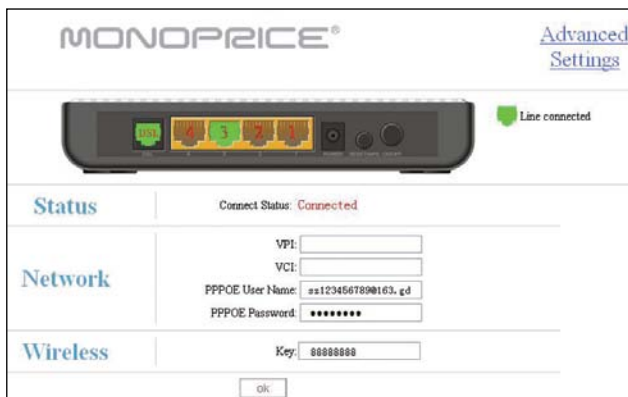 MONOPRICE®
Advanced
Settings
DSL 4 3 2 1
Line connected
Status
Connect Status: Connected
Network
VPI:
VCI:
PPPOE User Name: sz1234567890163.gd
PPPOE Password: ●●●●●●●●
Wireless
Key: 88888888
ok